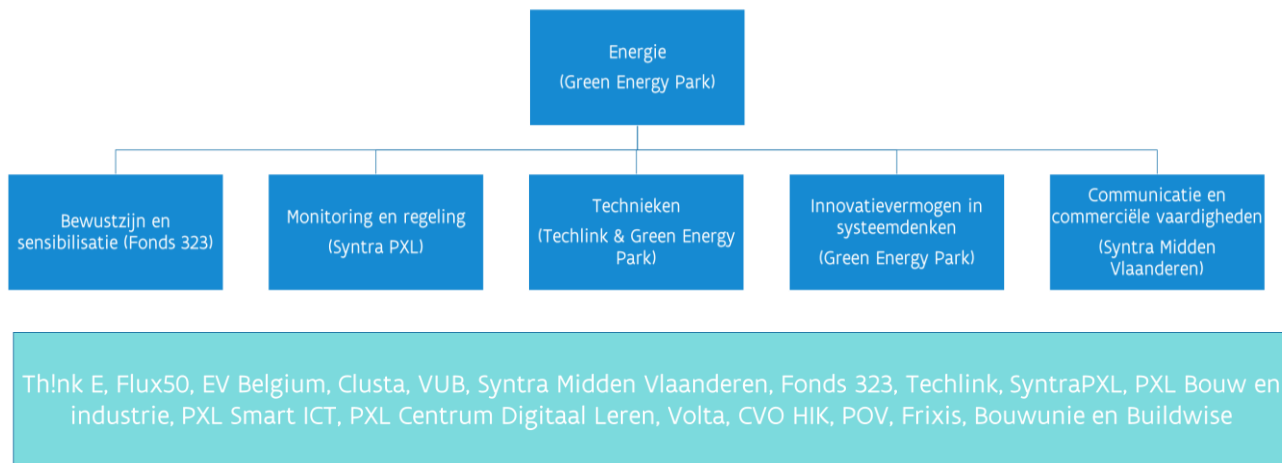 Energie
(Green Energy Park)
Bewustzijn en
sensibilisatie (Fonds 323)
Monitoring en regeling
(Syntra PXL)
Technieken
(Techlink & Green Energy
Park)
Innovatievermogen in
systeemdenken
(Green Energy Park)
Communicatie en
commerciële vaardigheden
(Syntra Midden
Vlaanderen)
Th!nk E, Flux50, EV Belgium, Clusta, VUB, Syntra Midden Vlaanderen, Fonds 323, Techlink, SyntraPXL, PXL Bouw en
industrie, PXL Smart ICT, PXL Centrum Digitaal Leren, Volta, CVO HIK, POV, Frixis, Bouwunie en Buildwise